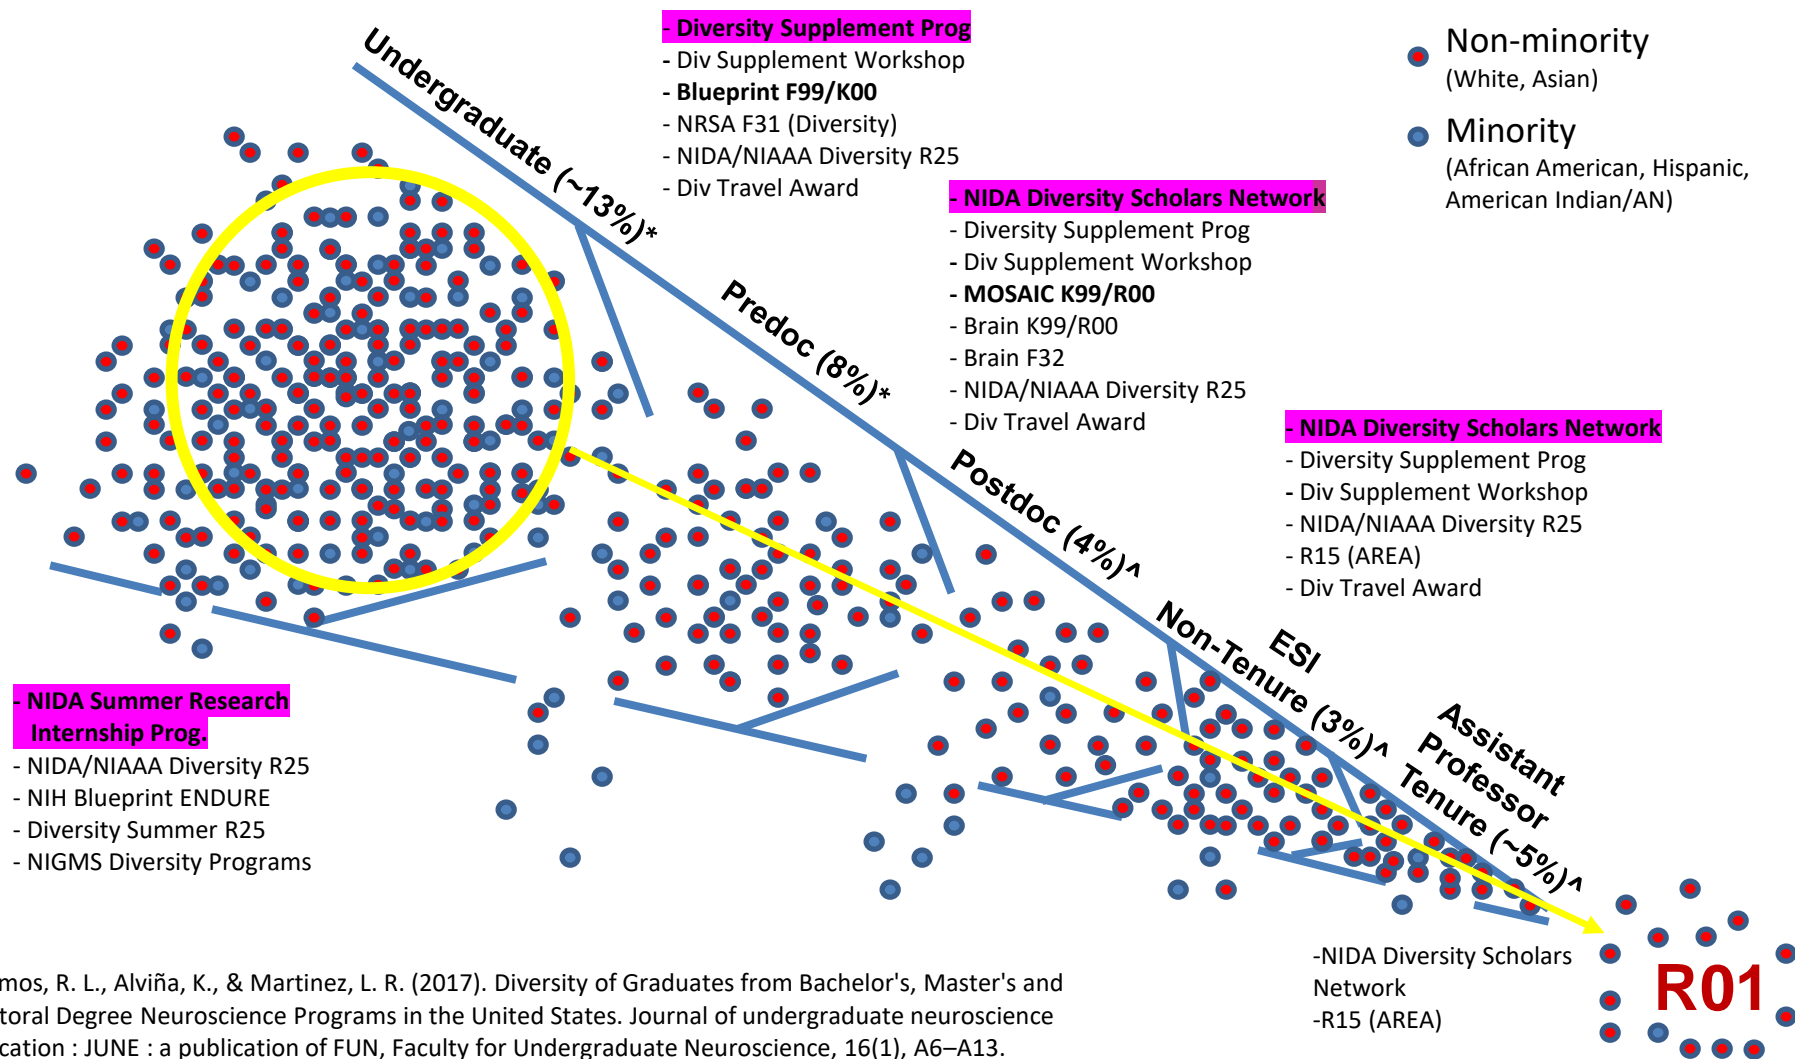 - Diversity Supplement Prog
- Div Supplement Workshop
- Blueprint F99/K00
- NRSA F31 (Diversity)
- NIDA/NIAAA Diversity R25
- Div Travel Award
Non-minority
(White, Asian)
Minority
(African American, Hispanic,
American Indian/AN)
Undergraduate (~13%)*
Predoc (8%)*
Postdoc (4%)^
ESI
Non-Tenure (3%)^
Assistant
Professor
Tenure (~5%)^
- NIDA Diversity Scholars Network
- Diversity Supplement Prog
- Div Supplement Workshop
- MOSAIC K99/R00
- Brain K99/R00
- Brain F32
- NIDA/NIAAA Diversity R25
- Div Travel Award
- NIDA Diversity Scholars Network
- Diversity Supplement Prog
- Div Supplement Workshop
- NIDA/NIAAA Diversity R25
- R15 (AREA)
- Div Travel Award
- NIDA Summer Research
Internship Prog.
- NIDA/NIAAA Diversity R25
- NIH Blueprint ENDURE
- Diversity Summer R25
- NIGMS Diversity Programs
-NIDA Diversity Scholars
Network
-R15 (AREA)
R01
mos, R. L., Alviña, K., & Martinez, L. R. (2017). Diversity of Graduates from Bachelor's, Master's and
toral Degree Neuroscience Programs in the United States. Journal of undergraduate neuroscience
cation : JUNE : a publication of FUN, Faculty for Undergraduate Neuroscience, 16(1), A6–A13.